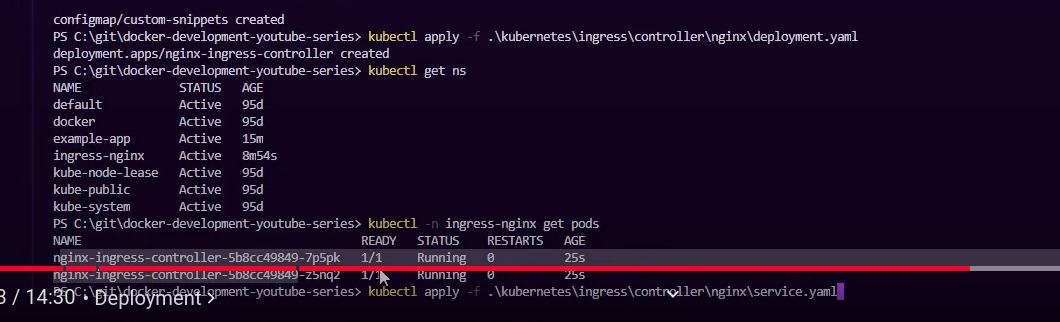 configmap/custom-snippets created
PS C:\git\docker-development-youtube-series> kubectl apply -f .\kubernetes\ingress\controller\nginx\deployment.yaml
deployment.apps/nginx-ingress-controller created
PS C:\git\docker-development-youtube-series> kubectl get ns
NAME STATUS AGE
default Active 95d
docker Active 95d
example-app Active 15m
ingress-nginx Active 8m54s
kube-node-lease Active 95d
kube-public Active 95d
kube-system Active 95d
PS C:\git\docker-development-youtube-series> kubectl -n ingress-nginx get pods
NAME READY STATUS RESTARTS AGE
nginx-ingress-controller-5b8cc49849-7p5pk 1/1 Running 0 25s
nginx-ingress-controller-5b8cc49849-z5nq2 1/1 Running 0 25s
PS C:\git\docker-development-youtube-series> kubectl apply -f .\kubernetes\ingress\controller\nginx\service.yaml
/ 14:30 • Deployment >